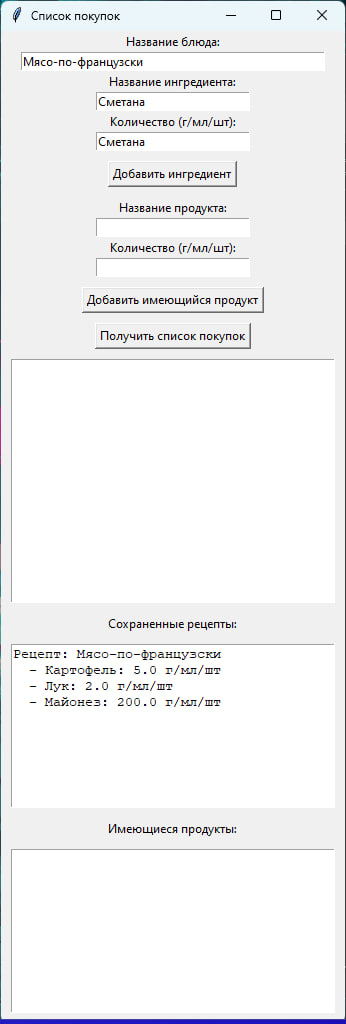 Список покупок
Название блюда:
Мясо-по-французски
Название ингредиента:
Сметана
Количество (г/мл/шт):
Сметана
Добавить ингредиент
Название продукта:
Количество (г/мл/шт):
Добавить имеющийся продукт
Получить список покупок
Сохраненные рецепты:
Рецепт: Мясо-по-французски
- Картофель: 5.0 г/мл/шт
- Лук: 2.0 г/мл/шт
- Майонез: 200.0 г/мл/шт
Имеющиеся продукты: